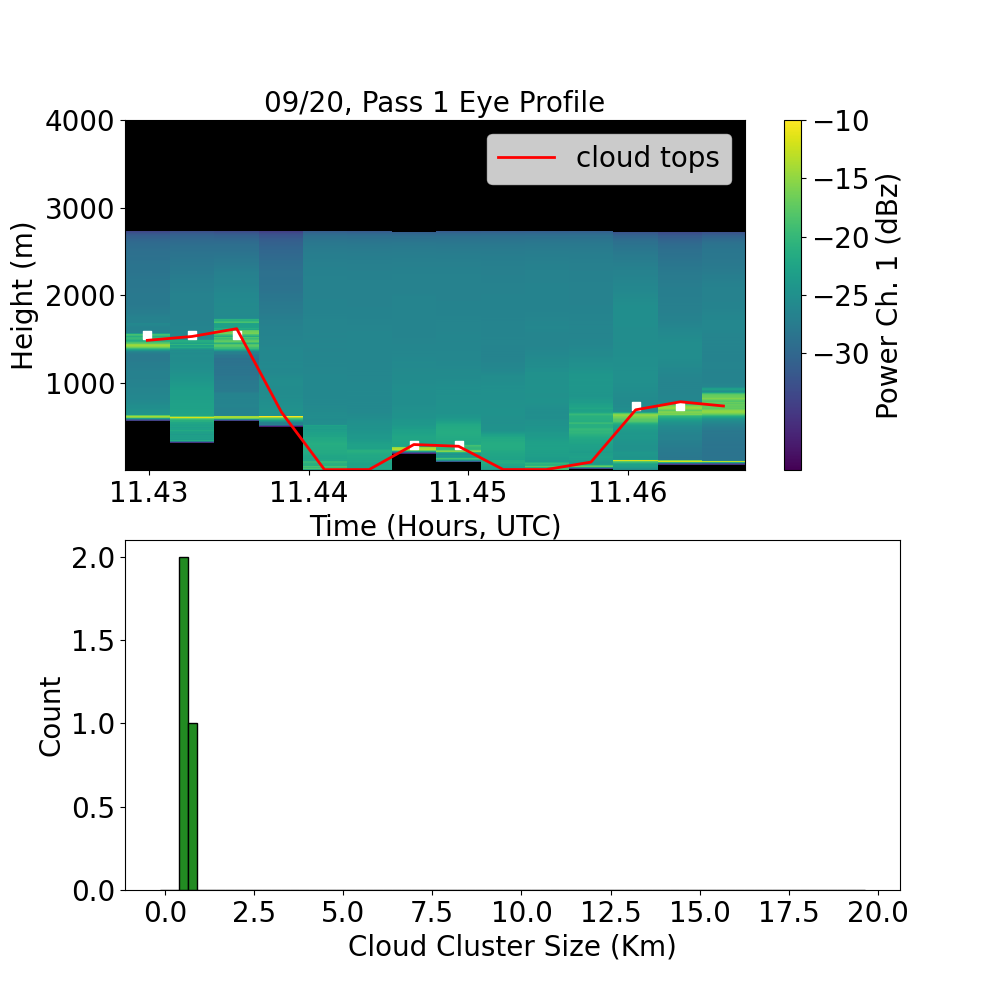 09/20, Pass 1 Eye Profile
4000
3000
2000
1000
Height (m)
cloud tops
−10
−15
−20
−25
−30
Power Ch. 1 (dBz)
11.43 11.44 11.45 11.46
Time (Hours, UTC)
2.0
1.5
1.0
0.5
0.0
Count
0.0 2.5 5.0 7.5 10.0 12.5 15.0 17.5 20.0
Cloud Cluster Size (Km)